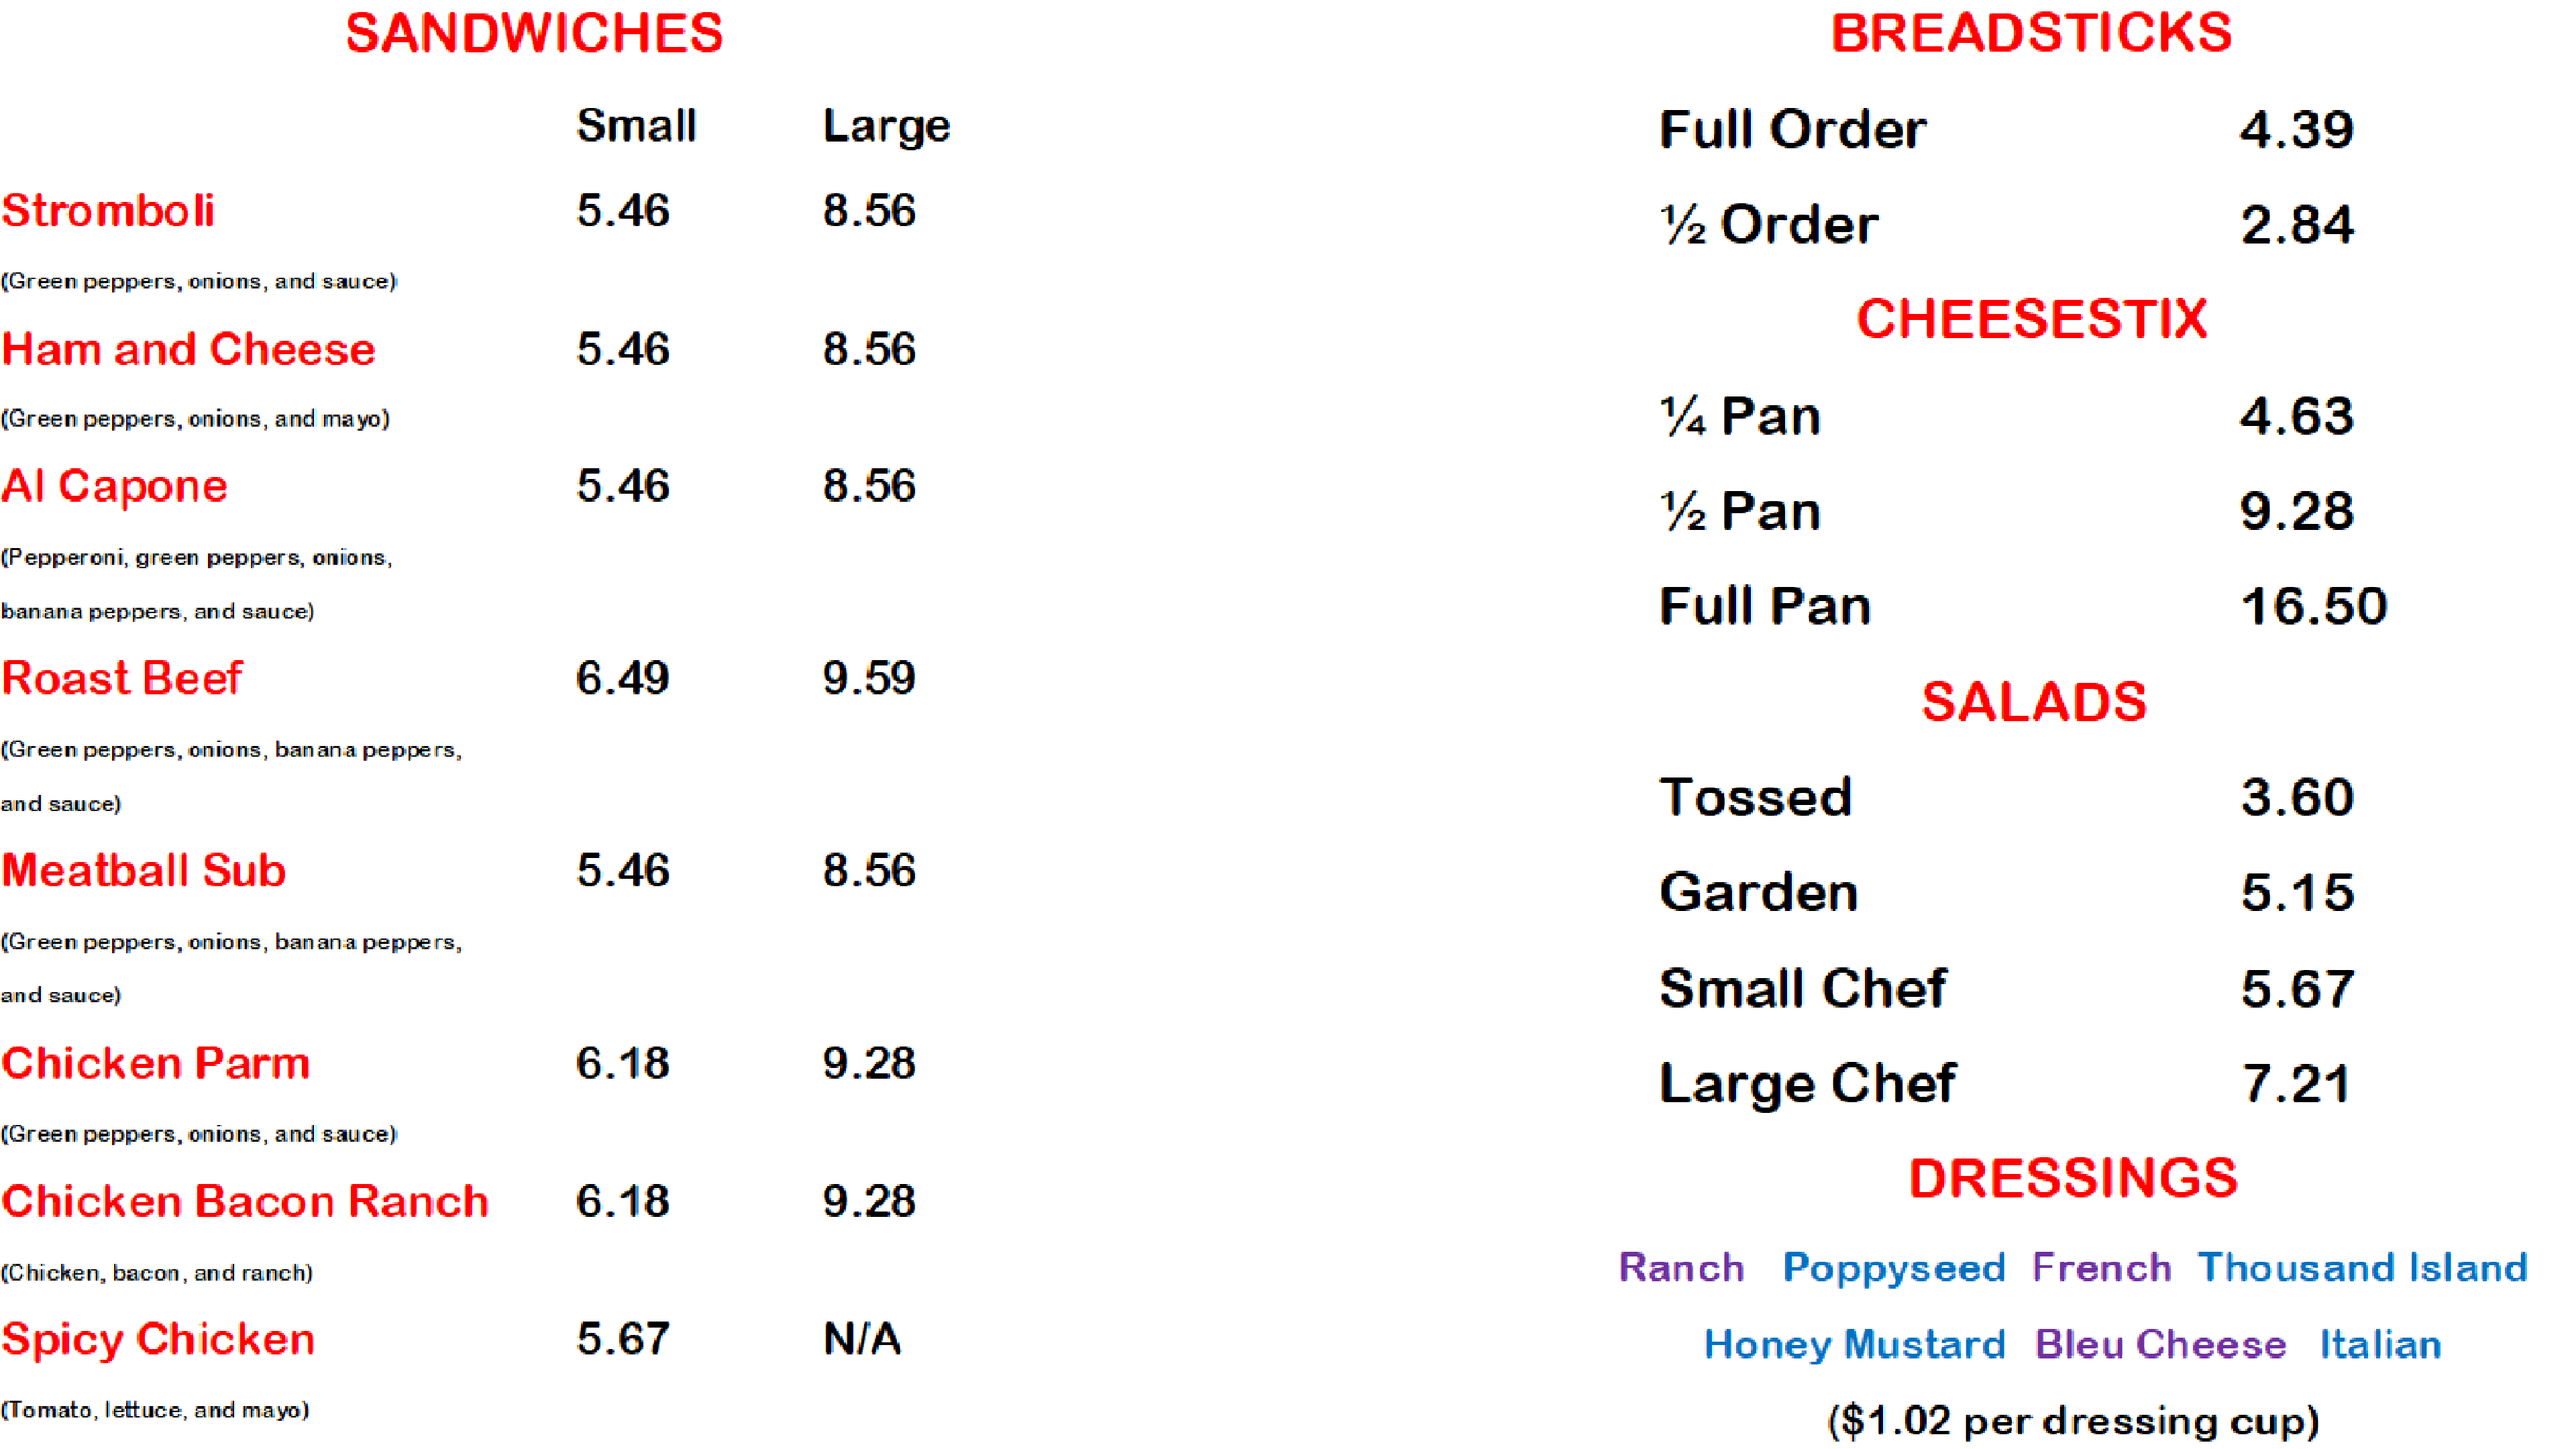 SANDWICHES
Small Large
Stromboli 5.46 8.56
(Green peppers, onions, and sauce)
Ham and Cheese 5.46 8.56
(Green peppers, onions, and mayo)
Al Capone 5.46 8.56
(Pepperoni, green peppers, onions,
banana peppers, and sauce)
Roast Beef 6.49 9.59
(Green peppers, onions, banana peppers,
and sauce)
Meatball Sub 5.46 8.56
(Green peppers, onions, banana peppers,
and sauce)
Chicken Parm 6.18 9.28
(Green peppers, onions, and sauce)
Chicken Bacon Ranch 6.18 9.28
(Chicken, bacon, and ranch)
Spicy Chicken 5.67 N/A
(Tomato, lettuce, and mayo)
BREADSTICKS
Full Order 4.39
½ Order 2.84
CHEESESTIX
¼ Pan 4.63
½ Pan 9.28
Full Pan 16.50
SALADS
Tossed 3.60
Garden 5.15
Small Chef 5.67
Large Chef 7.21
DRESSINGS
Ranch Poppyseed French Thousand Island
Honey Mustard Bleu Cheese Italian
($1.02 per dressing cup)